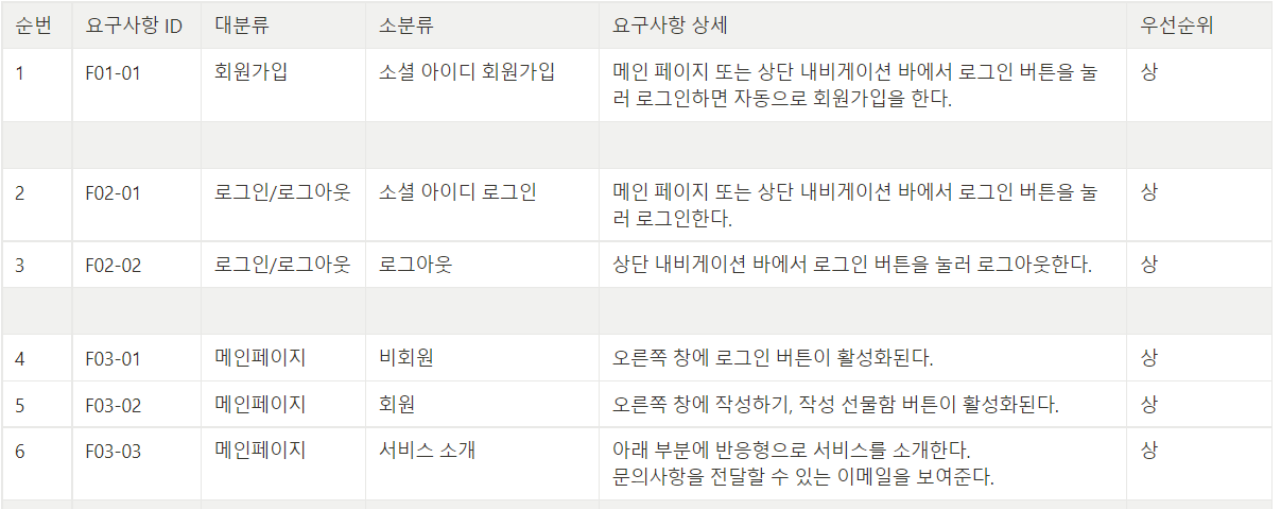 순번 요구사항 ID 대분류 소분류 요구사항 상세 우선순위
1 F01-01 회원가입 소셜 아이디 회원가입 메인 페이지 또는 상단 내비게이션 바에서 로그인 버튼을 눌 상
러 로그인하면 자동으로 회원가입을 한다.
2 F02-01 로그인/로그아웃 소셜 아이디 로그인 메인 페이지 또는 상단 내비게이션 바에서 로그인 버튼을 눌 상
러 로그인한다.
3 F02-02 로그인/로그아웃 로그아웃 상단 내비게이션 바에서 로그인 버튼을 눌러 로그아웃한다. 상
4 F03-01 메인페이지 비회원 오른쪽 창에 로그인 버튼이 활성화된다. 상
5 F03-02 메인페이지 회원 오른쪽 창에 작성하기, 작성 선물함 버튼이 활성화된다. 상
6 F03-03 메인페이지 서비스 소개 아래 부분에 반응형으로 서비스를 소개한다. 상
문의사항을 전달할 수 있는 이메일을 보여준다.